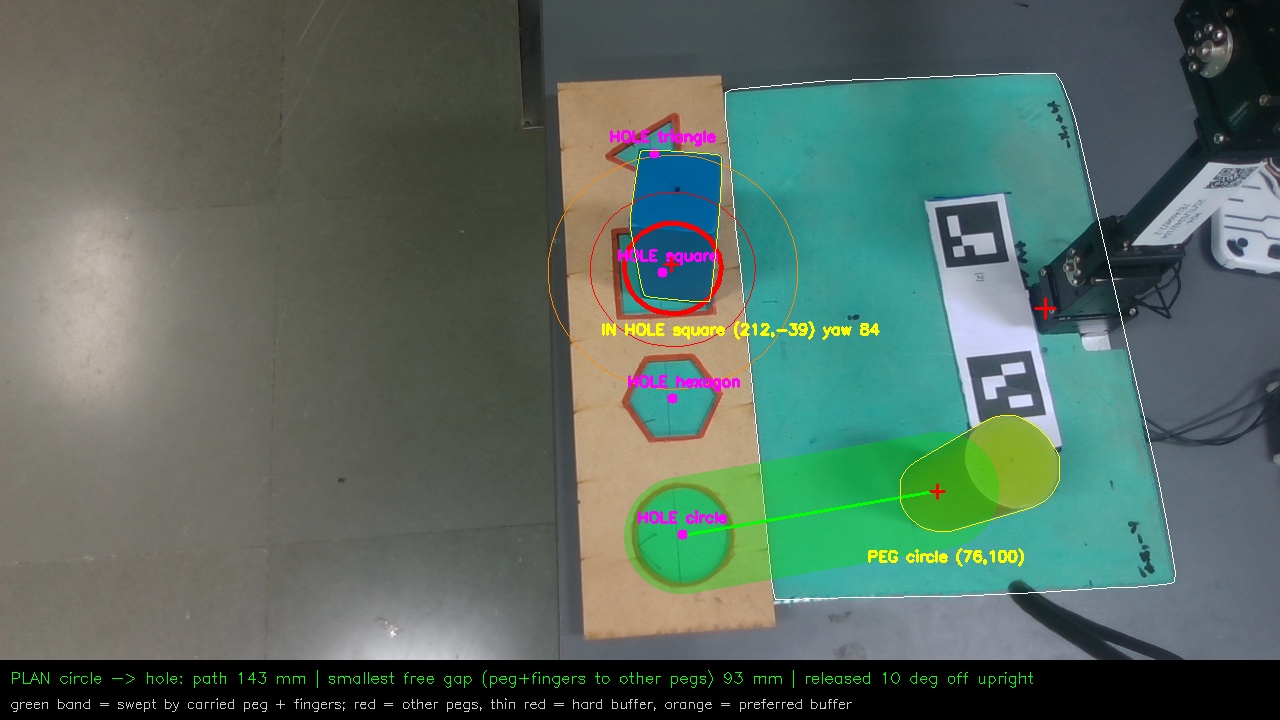 HOLE triangle
HOLE square
IN HOLE square (212,-39) yaw 84
HOLE hexagon
HOLE circle
PEG circle (76,100)
PLAN circle -> hole: path 143 mm | smallest free gap (peg+fingers to other pegs) 93 mm | released 10 deg off upright
green band = swept by carried peg + fingers; red = other pegs, thin red = hard buffer, orange = preferred buffer